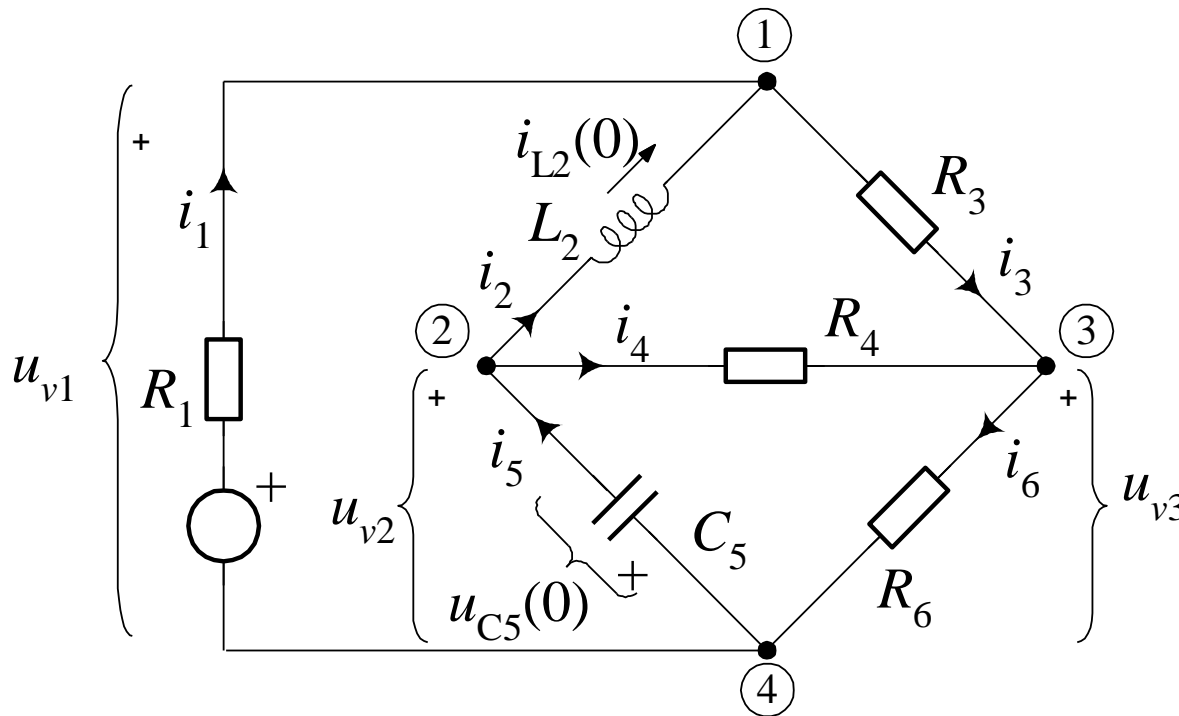 1
+
i_L2(0)
R_3
i_1
L_2
i_3
i_2
2
i_4
R_4
3
u_v1
R_1
+
+
i_5
i_6
+
u_v2
C_5
u_v3
+
R_6
u_C5(0)
4